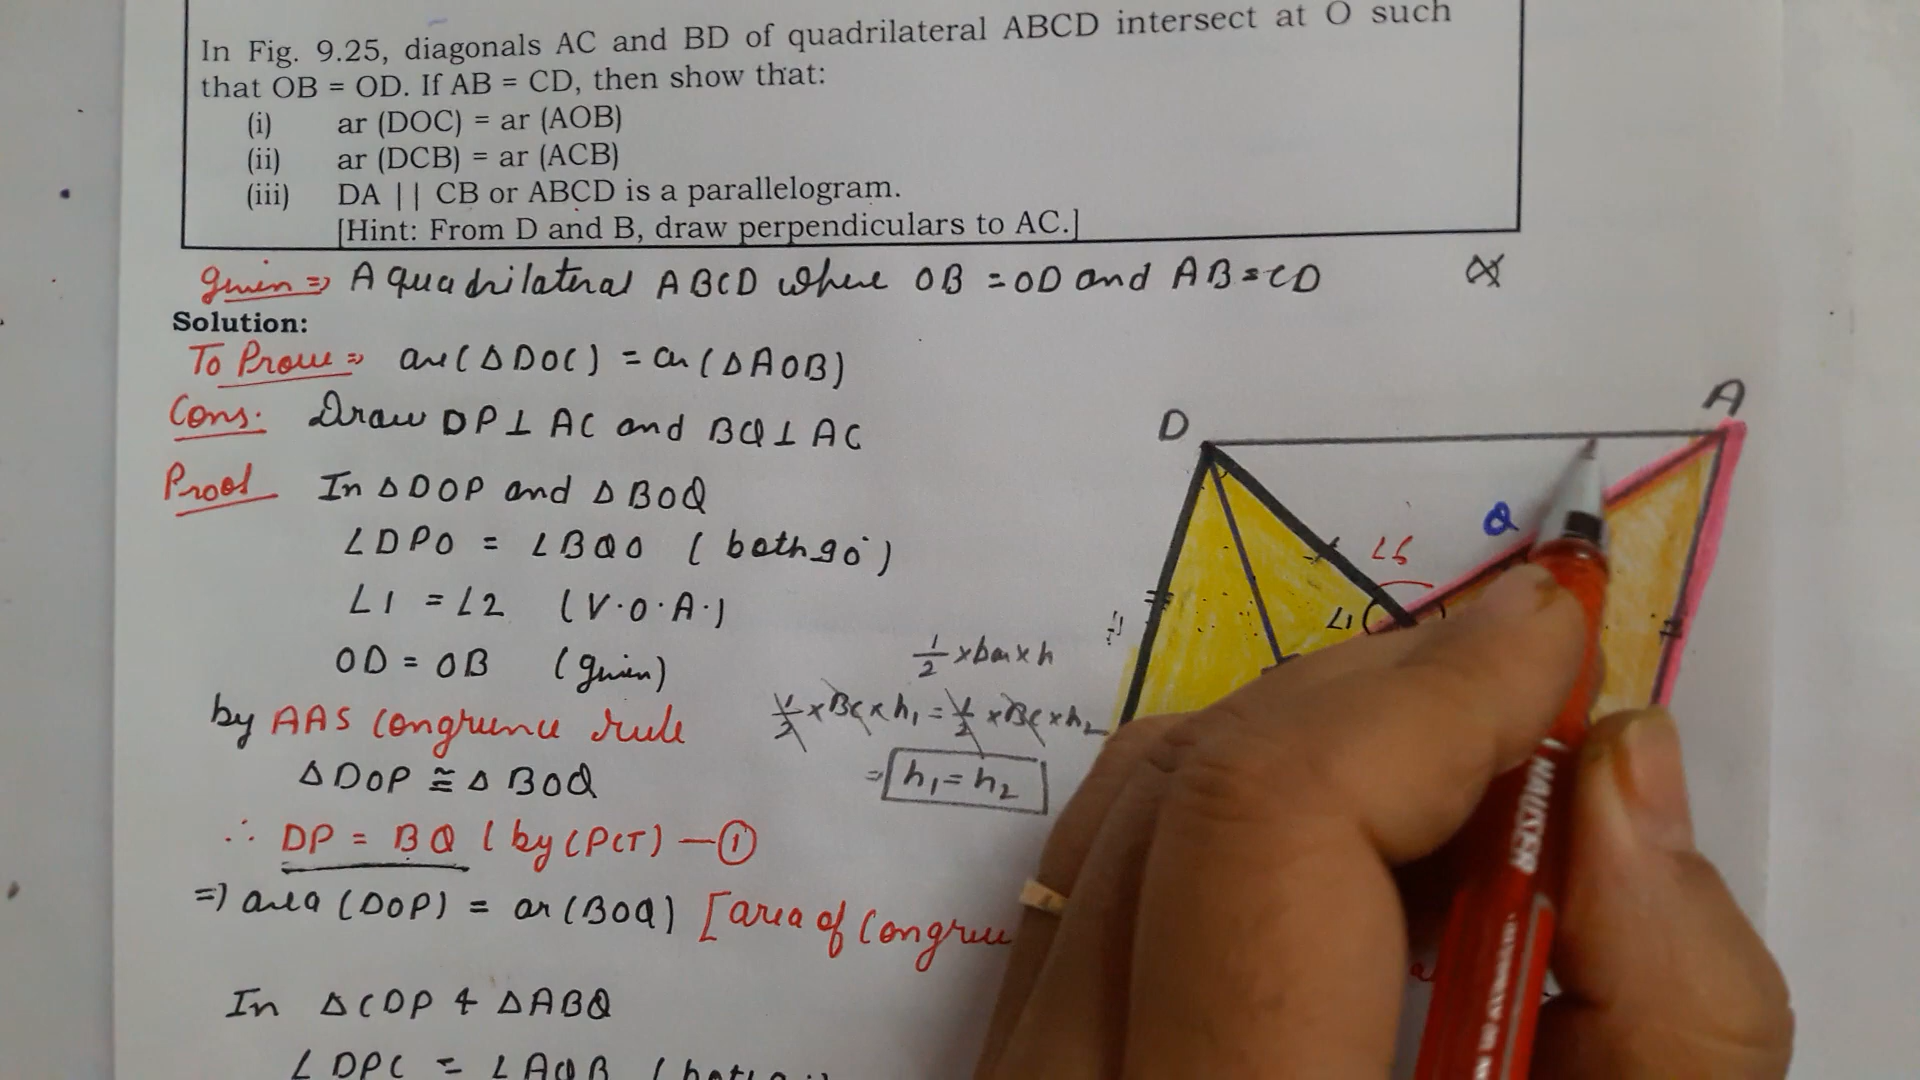 In Fig. 9.25, diagonals AC and BD of quadrilateral ABCD intersect at O such
that OB = OD. If AB = CD, then show that:
(i) ar (DOC) = ar (AOB)
(ii) ar (DCB) = ar (ACB)
(iii) DA || CB or ABCD is a parallelogram.
[Hint: From D and B, draw perpendiculars to AC.]
Given ⇒ A quadrilateral ABCD where OB = OD and AB = CD
Solution:
To Prove ⇒ ar(ΔDOC) = ar(ΔAOB)
Cons. Draw DP⊥AC and BQ⊥AC
Proof In ΔDOP and ΔBOQ
∠DPO = ∠BQO (both 90°)
∠1 = ∠2 (V.O.A.)
OD = OB (given)
by AAS congruence rule
ΔDOP ≅ ΔBOQ
∴ DP = BQ (by CPCT) —①
⇒ area (DOP) = ar(BOQ) [area of Congrue
In ΔCDP & ΔABQ
∠DPC = ∠AQB
1/2 × bas × h
1/2 × BC × h₁ = 1/2 × BC × h₂
⇒ h₁ = h₂
D
A
Q
∠5
∠1
HAUSER